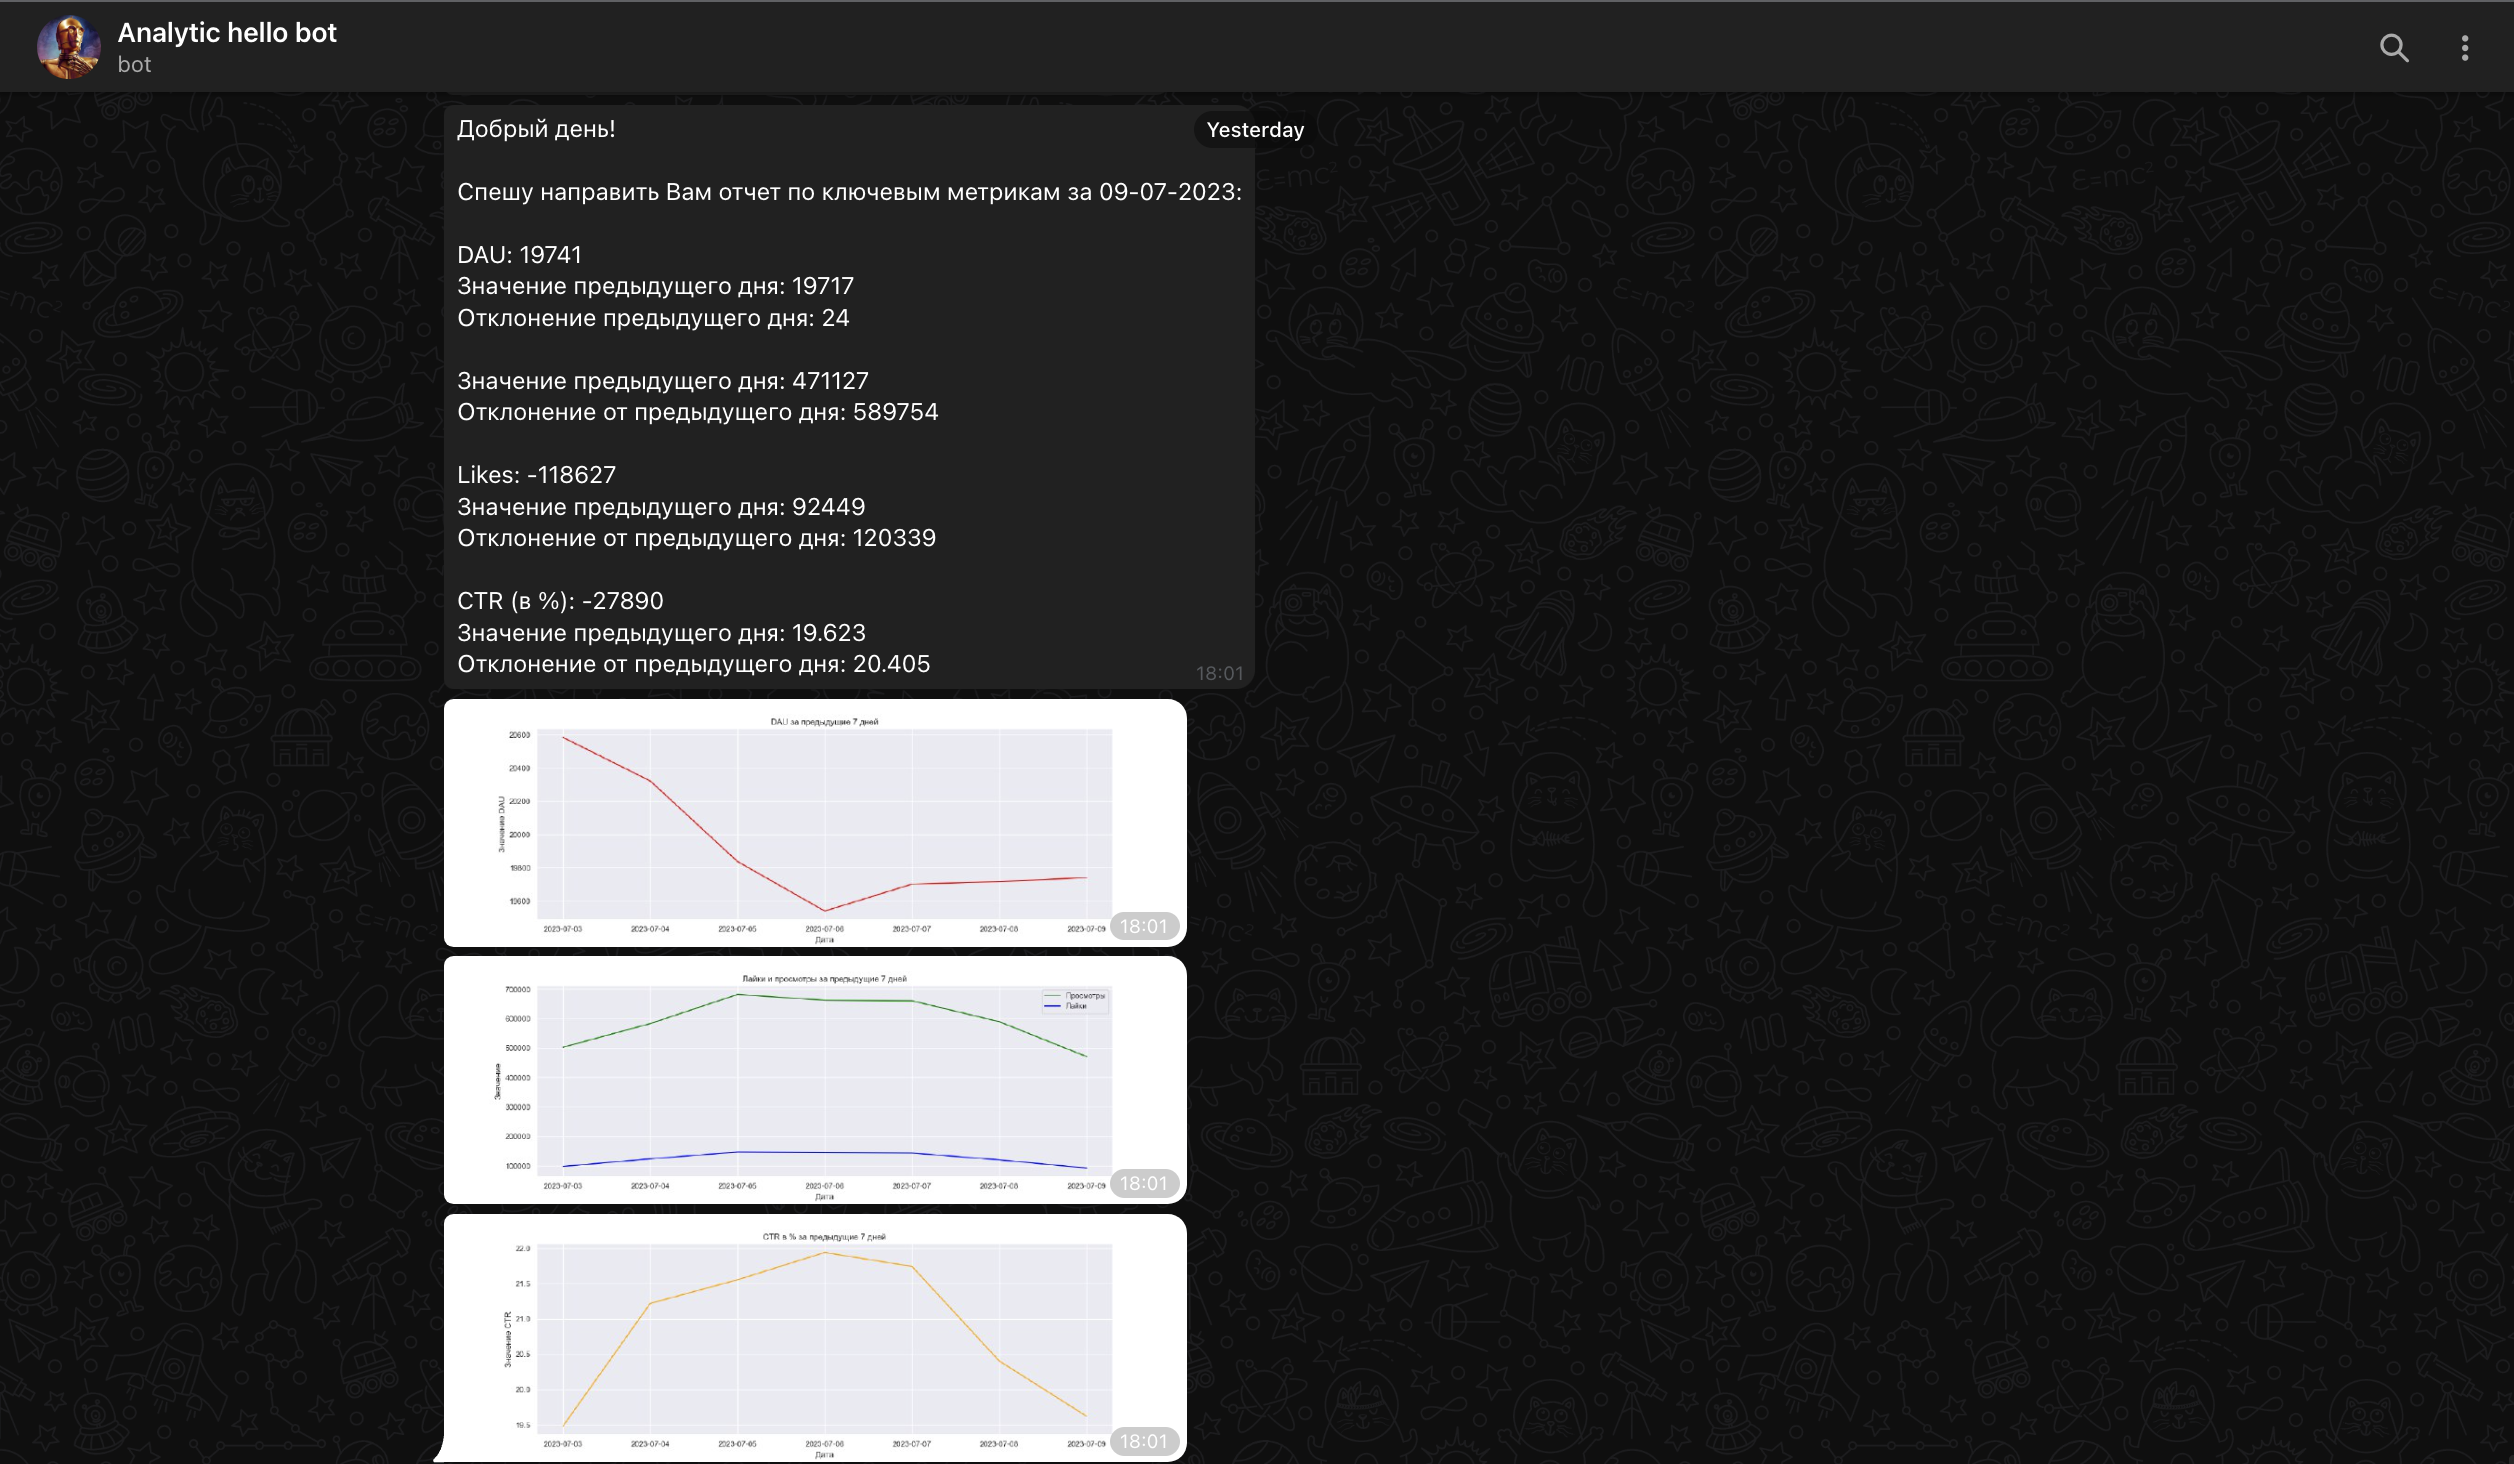 Analytic hello bot
bot
Yesterday
Добрый день!
Спешу направить Вам отчет по ключевым метрикам за 09-07-2023:
DAU: 19741
Значение предыдущего дня: 19717
Отклонение предыдущего дня: 24
Значение предыдущего дня: 471127
Отклонение от предыдущего дня: 589754
Likes: -118627
Значение предыдущего дня: 92449
Отклонение от предыдущего дня: 120339
CTR (в %): -27890
Значение предыдущего дня: 19.623
Отклонение от предыдущего дня: 20.405
18:01
DAU за предыдущие 7 дней
Значение DAU
20600
20400
20200
20000
19800
19600
2023-07-03 2023-07-04 2023-07-05 2023-07-06 2023-07-07 2023-07-08 2023-07-09
Дата
18:01
Лайки и просмотры за предыдущие 7 дней
Просмотры
Лайки
Значение
700000
600000
500000
400000
300000
200000
100000
2023-07-03 2023-07-04 2023-07-05 2023-07-06 2023-07-07 2023-07-08 2023-07-09
Дата
18:01
CTR в % за предыдущие 7 дней
Значение CTR
22.0
21.5
21.0
20.5
20.0
19.5
2023-07-03 2023-07-04 2023-07-05 2023-07-06 2023-07-07 2023-07-08 2023-07-09
Дата
18:01